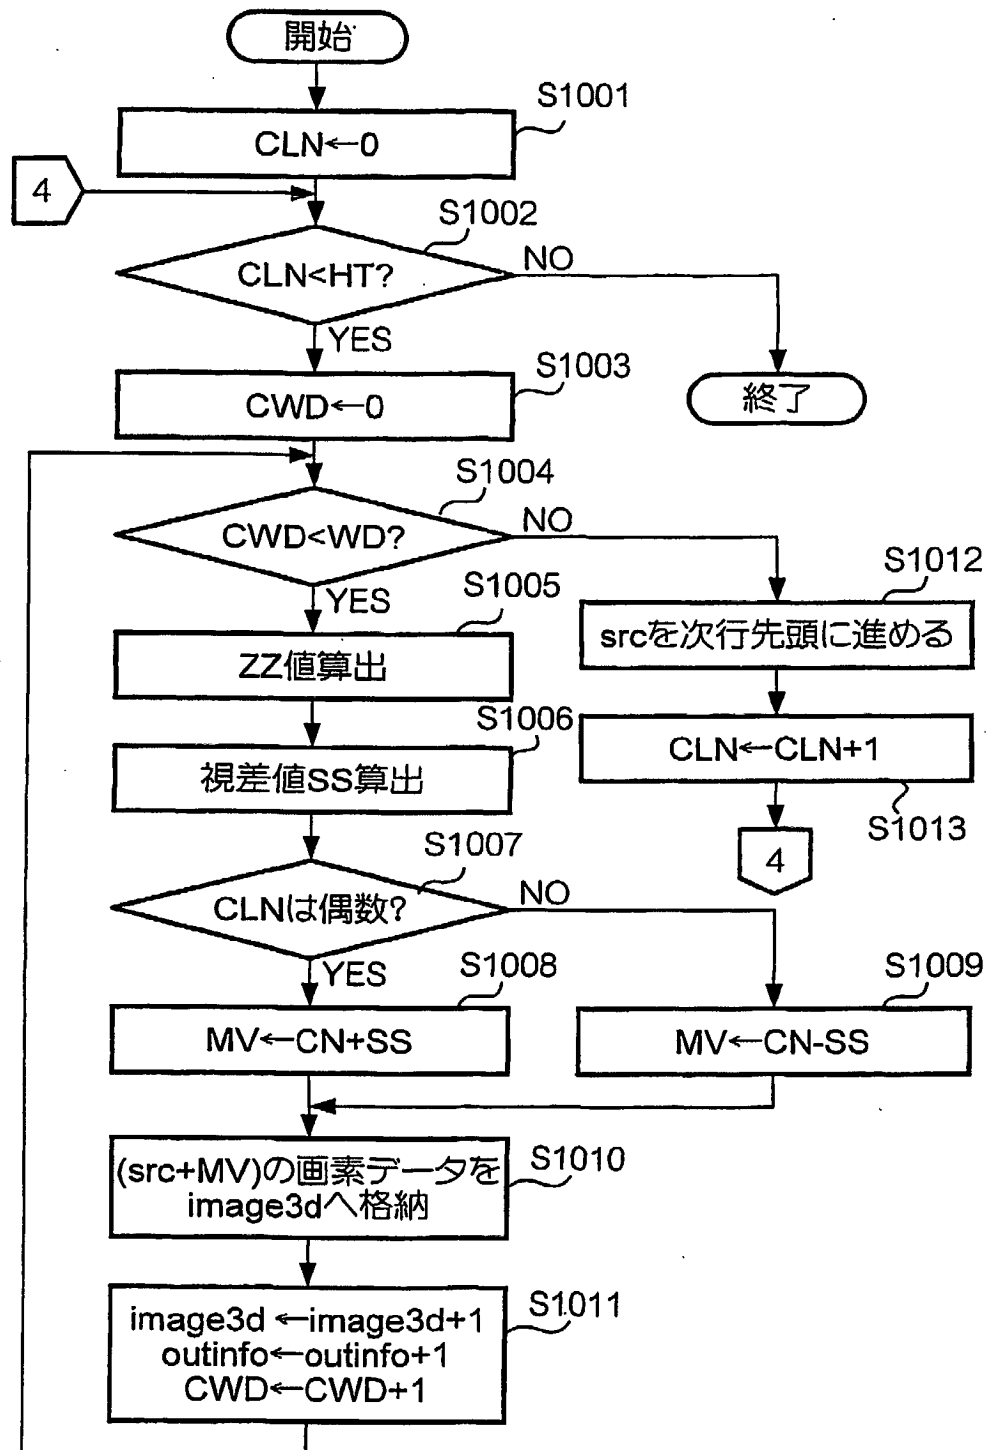 開始
S1001
CLN←0
4
S1002
CLN<HT?
NO
YES
S1003
CWD←0
終了
S1004
CWD<WD?
NO
YES
S1005
ZZ値算出
S1012
srcを次行先頭に進める
S1006
視差値SS算出
CLN←CLN+1
S1013
4
S1007
CLNは偶数?
NO
YES
S1008
MV←CN+SS
S1009
MV←CN-SS
S1010
(src+MV)の画素データを
image3dへ格納
S1011
image3d←image3d+1
outinfo←outinfo+1
CWD←CWD+1